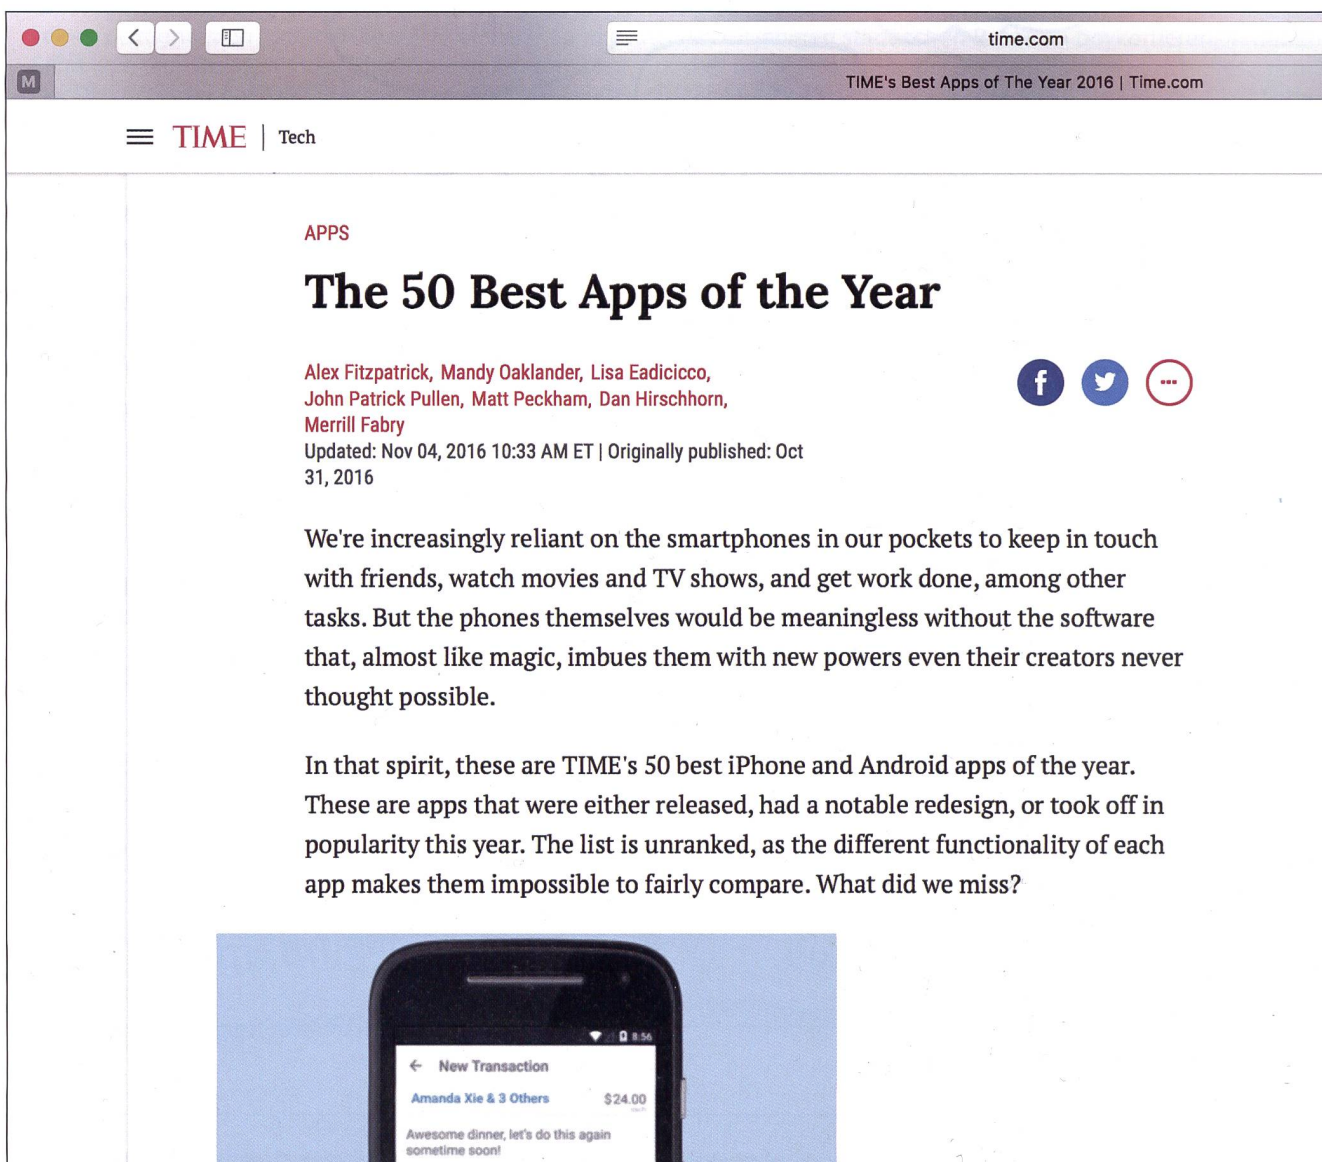 time.com
M
TIME's Best Apps of The Year 2016 | Time.com
TIME | Tech
APPS
The 50 Best Apps of the Year
Alex Fitzpatrick, Mandy Oaklander, Lisa Eadicicco,
John Patrick Pullen, Matt Peckham, Dan Hirschhorn,
Merrill Fabry
Updated: Nov 04, 2016 10:33 AM ET | Originally published: Oct
31, 2016
We're increasingly reliant on the smartphones in our pockets to keep in touch
with friends, watch movies and TV shows, and get work done, among other
tasks. But the phones themselves would be meaningless without the software
that, almost like magic, imbues them with new powers even their creators never
thought possible.
In that spirit, these are TIME's 50 best iPhone and Android apps of the year.
These are apps that were either released, had a notable redesign, or took off in
popularity this year. The list is unranked, as the different functionality of each
app makes them impossible to fairly compare. What did we miss?
8:56
New Transaction
Amanda Xie & 3 Others $24.00
Awesome dinner, let's do this again
sometime soon!